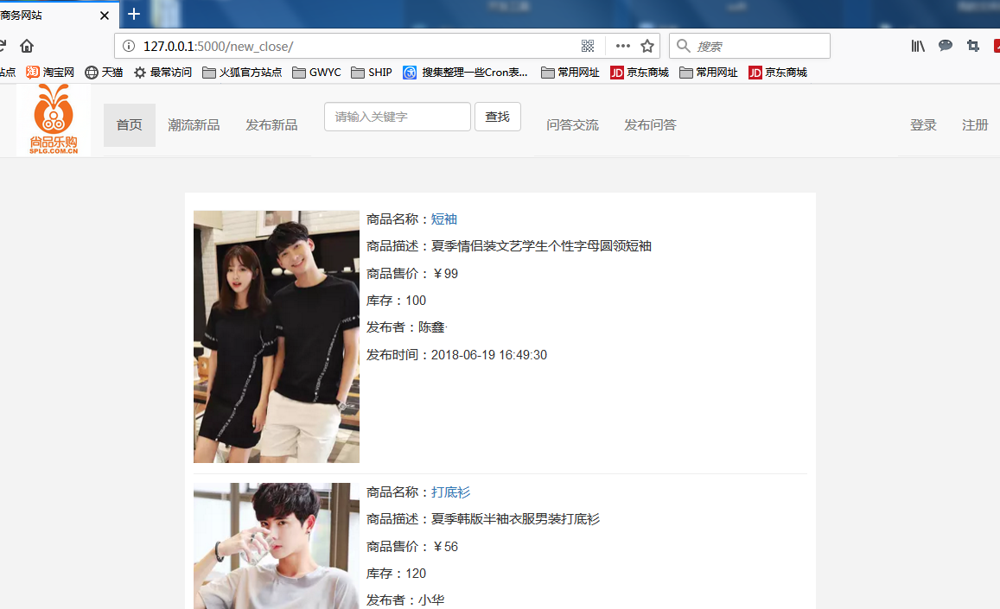 商务网站
127.0.0.1:5000/new_close/
搜索
站点 淘宝网 天猫 最常访问 火狐官方站点 GWYC SHIP 搜集整理一些Cron表... 常用网址 JD 京东商城 常用网址 JD 京东商城
尚品乐购
SPLG.COM.CN
首页 潮流新品 发布新品 请输入关键字 查找 问答交流 发布问答 登录 注册
商品名称：短袖
商品描述：夏季情侣装文艺学生个性字母圆领短袖
商品售价：￥99
库存：100
发布者：陈鑫·
发布时间：2018-06-19 16:49:30
商品名称：打底衫
商品描述：夏季韩版半袖衣服男装打底衫
商品售价：￥56
库存：120
发布者：小华